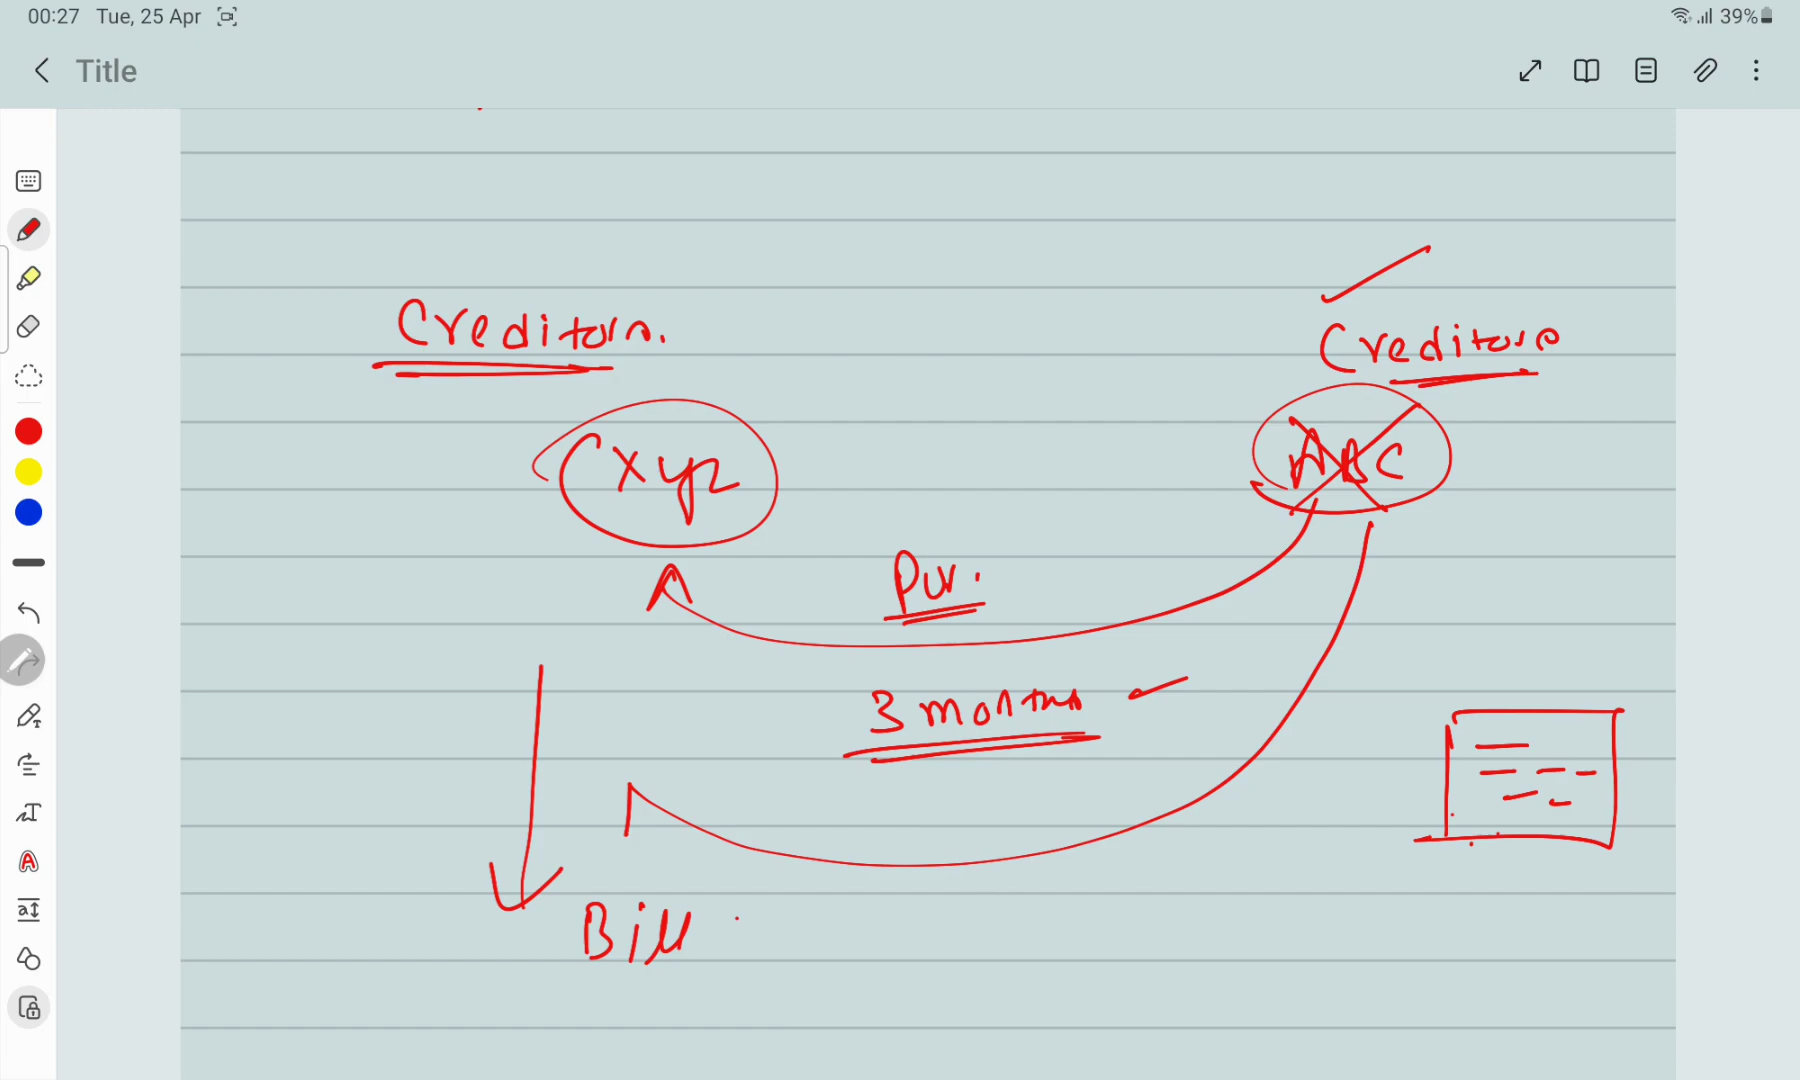 00:27 Tue, 25 Apr 39%
Title
Creditors.
Creditors
xyz
ABC
Pur.
3 months
Bill